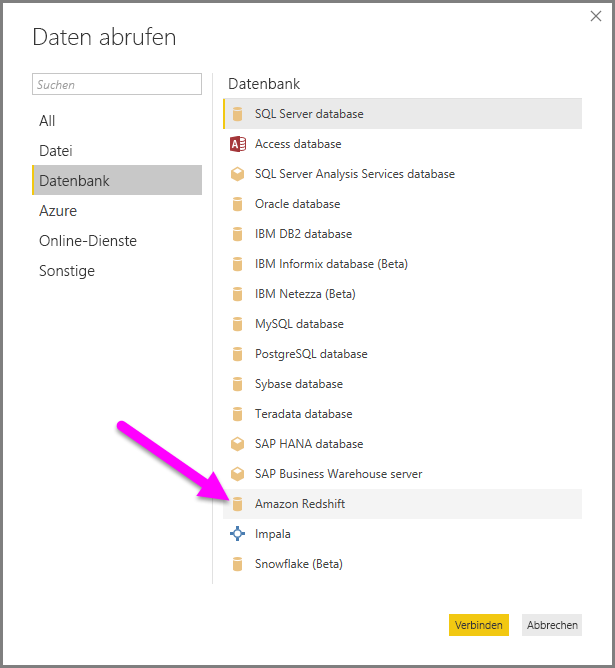 Daten abrufen
Suchen
All
Datei
Datenbank
Azure
Online-Dienste
Sonstige
Datenbank
SQL Server database
Access database
SQL Server Analysis Services database
Oracle database
IBM DB2 database
IBM Informix database (Beta)
IBM Netezza (Beta)
MySQL database
PostgreSQL database
Sybase database
Teradata database
SAP HANA database
SAP Business Warehouse server
Amazon Redshift
Impala
Snowflake (Beta)
Verbinden
Abbrechen